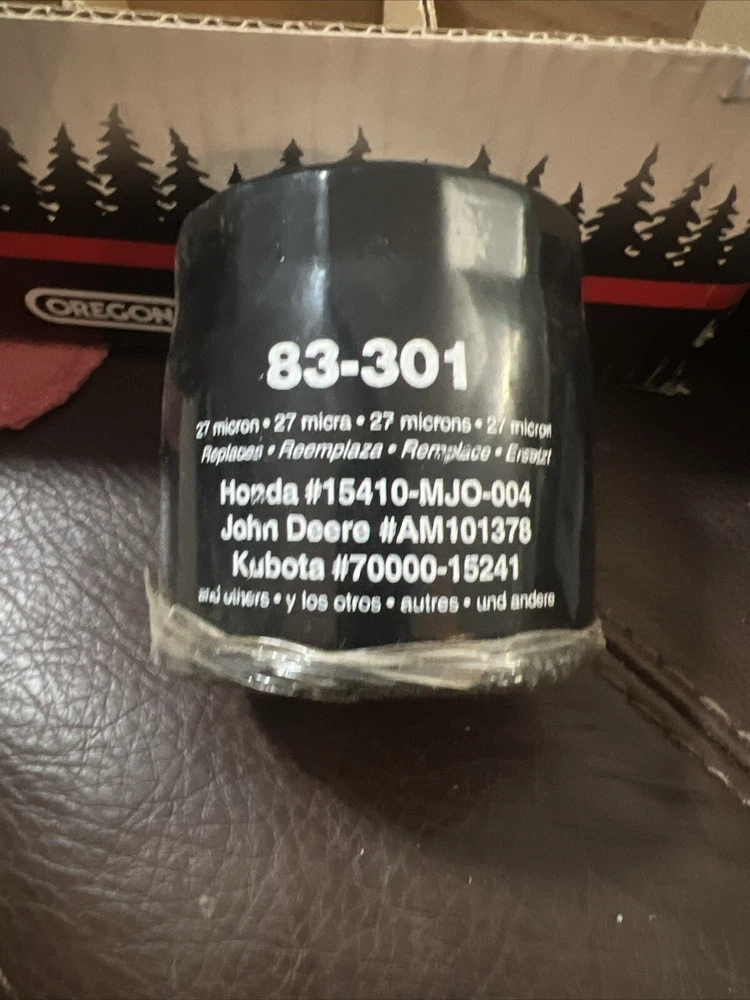 OREGON
83-301
27 micron • 27 micra • 27 microns • 27 micron
Replaces • Reemplaza • Remplace • Ersetzt
Honda #15410-MJO-004
John Deere #AM101378
Kubota #70000-15241
and others • y los otros • autres • und andere